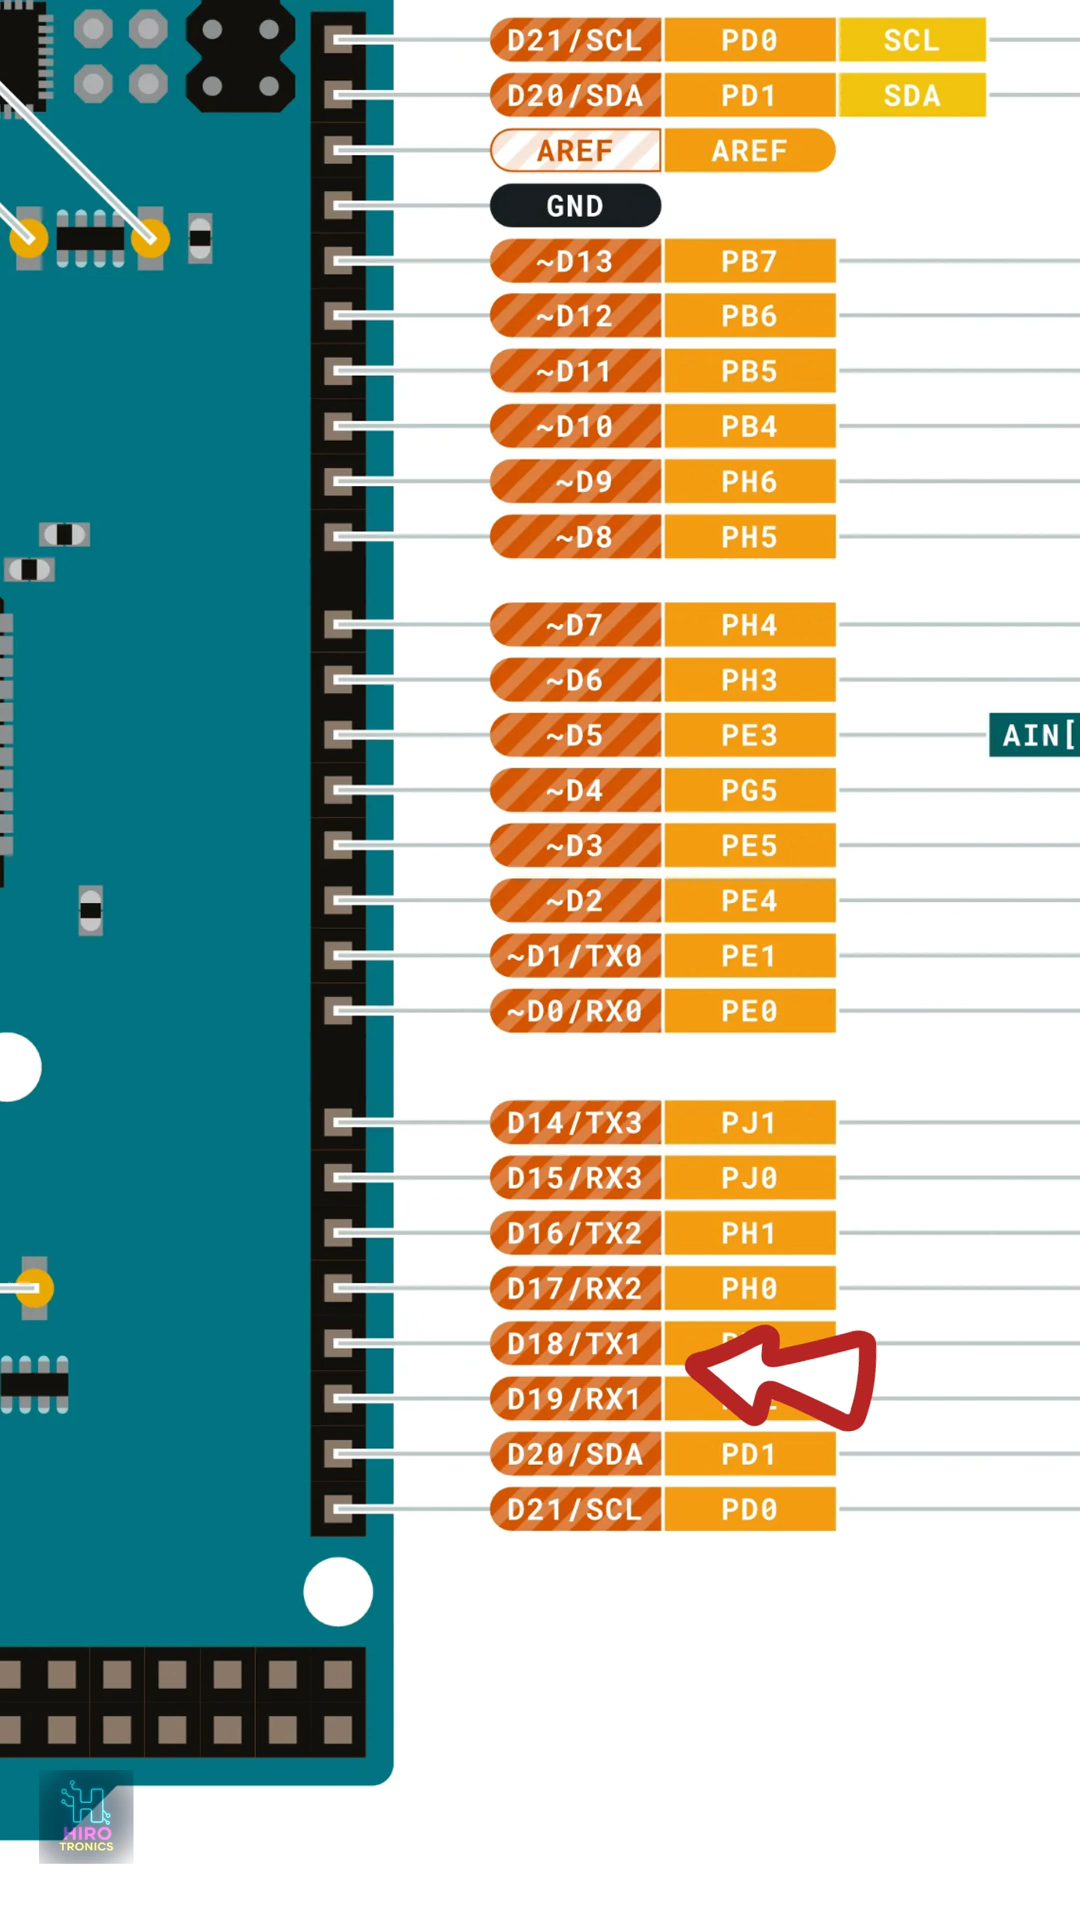 D21/SCL PD0 SCL
D20/SDA PD1 SDA
AREF AREF
GND
~D13 PB7
~D12 PB6
~D11 PB5
~D10 PB4
~D9 PH6
~D8 PH5
~D7 PH4
~D6 PH3
~D5 PE3 AIN[
~D4 PG5
~D3 PE5
~D2 PE4
~D1/TX0 PE1
~D0/RX0 PE0
D14/TX3 PJ1
D15/RX3 PJ0
D16/TX2 PH1
D17/RX2 PH0
D18/TX1
D19/RX1
D20/SDA PD1
D21/SCL PD0
HIRO
TRONICS